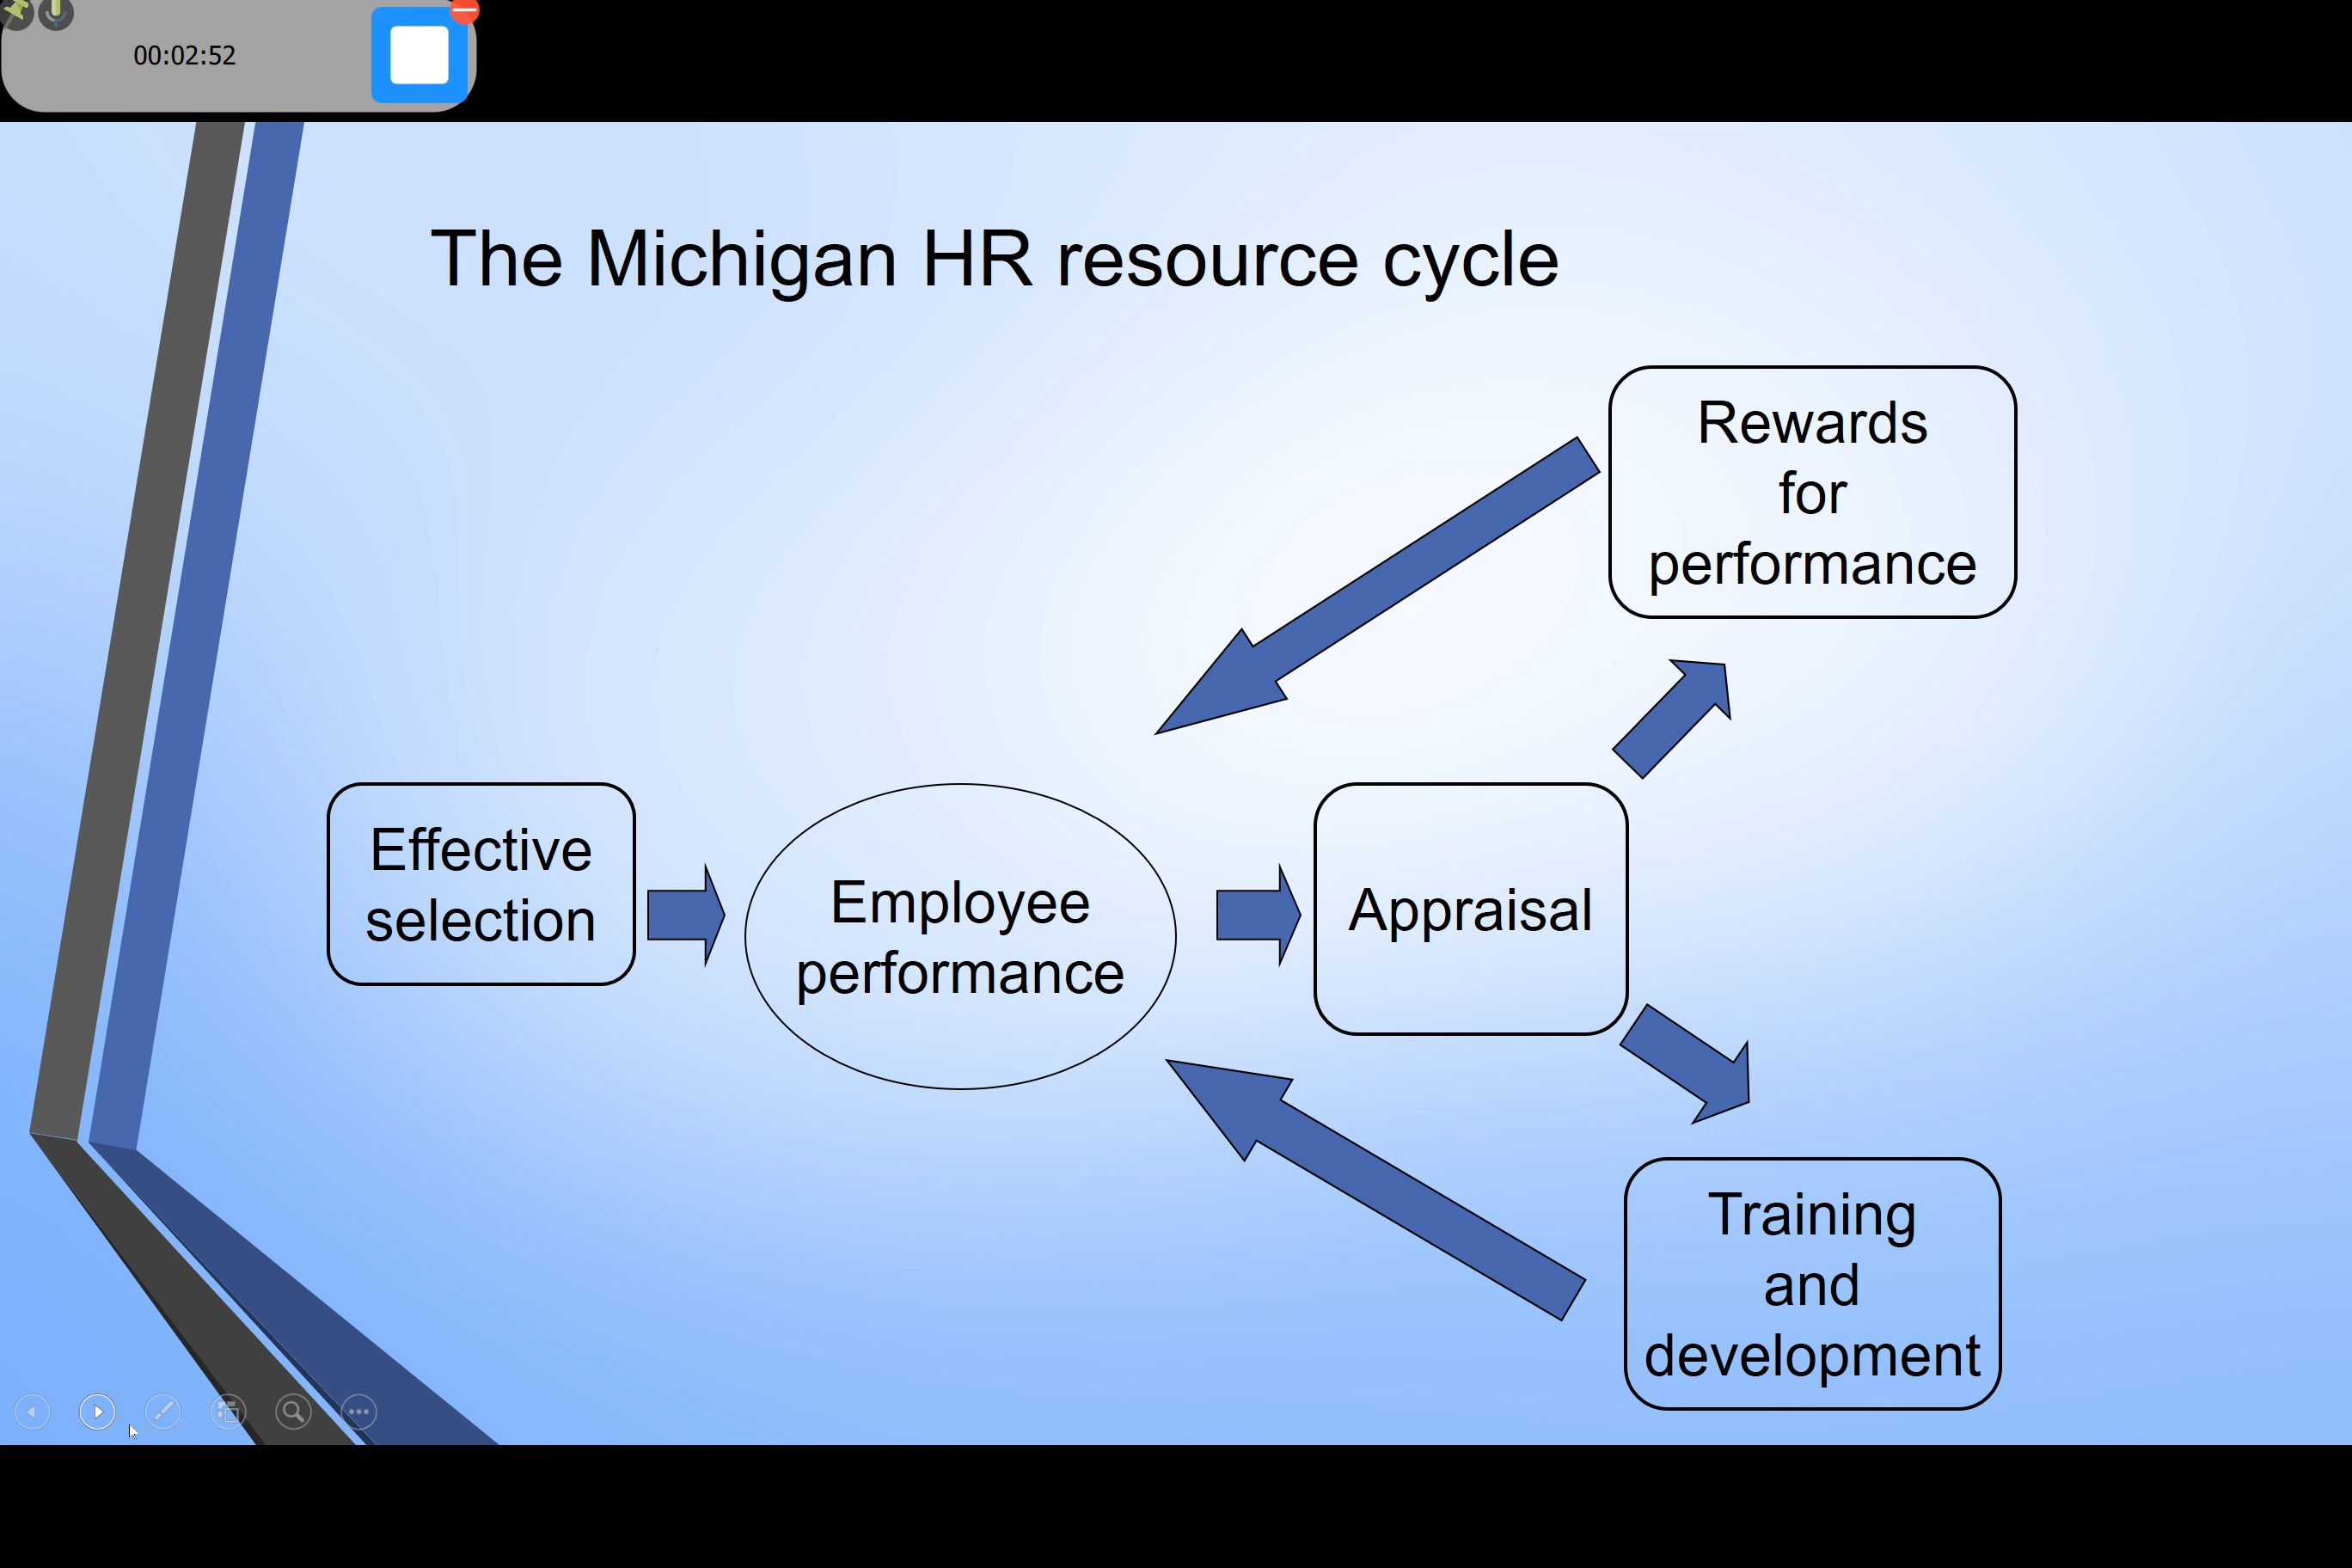 00:02:52
The Michigan HR resource cycle
Rewards
for
performance
Effective
selection
Employee
performance
Appraisal
Training
and
development